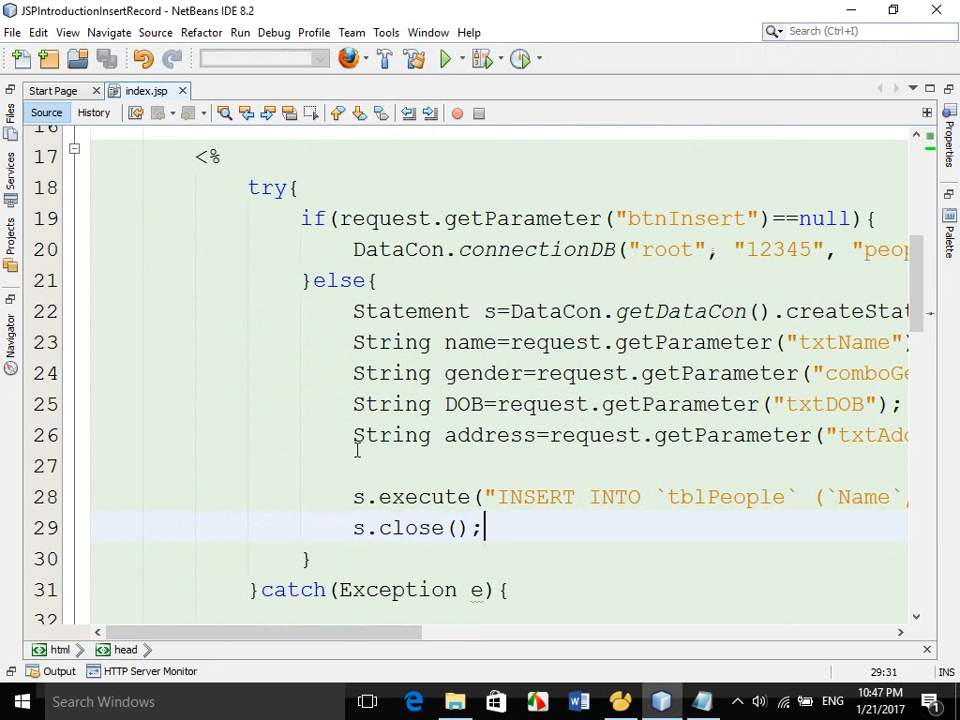 JSPIntroductionInsertRecord - NetBeans IDE 8.2
File Edit View Navigate Source Refactor Run Debug Profile Team Tools Window Help
Search (Ctrl+I)
Start Page index.jsp
Source History
Files
Services
Projects
Navigator
Properties
Palette
16
17 <%
18 try{
19 if(request.getParameter("btnInsert")==null){
20 DataCon.connectionDB("root", "12345", "peop
21 }else{
22 Statement s=DataCon.getDataCon().createStat
23 String name=request.getParameter("txtName")
24 String gender=request.getParameter("comboGe
25 String DOB=request.getParameter("txtDOB");
26 String address=request.getParameter("txtAdd
27
28 s.execute("INSERT INTO `tblPeople` (`Name`,
29 s.close();
30 }
31 }catch(Exception e){
32
html head
Output HTTP Server Monitor
29:31 INS
Search Windows
ENG
10:47 PM
1/21/2017
1